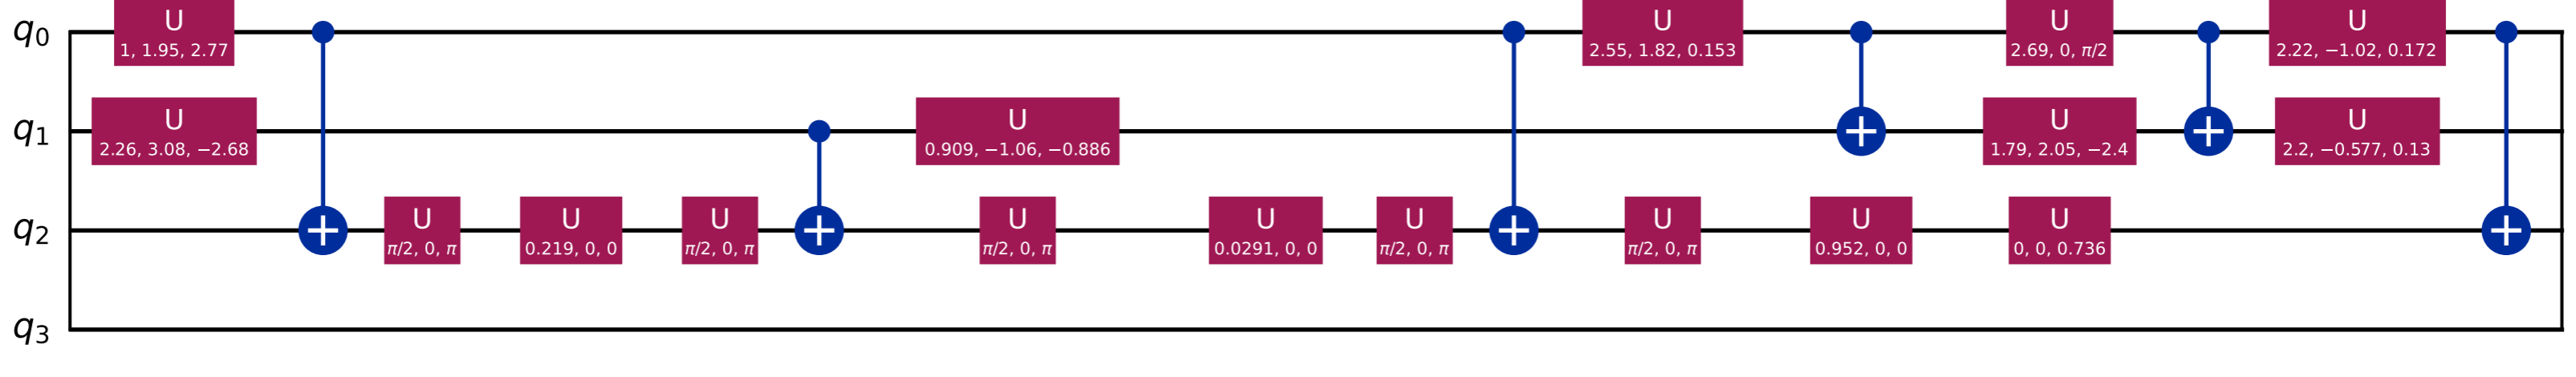 q0 U U U U
1, 1.95, 2.77 2.55, 1.82, 0.153 2.69, 0, π/2 2.22, −1.02, 0.172
q1 U U U U
2.26, 3.08, −2.68 0.909, −1.06, −0.886 1.79, 2.05, −2.4 2.2, −0.577, 0.13
q2 U U U U U U U U U
π/2, 0, π 0.219, 0, 0 π/2, 0, π π/2, 0, π 0.0291, 0, 0 π/2, 0, π π/2, 0, π 0.952, 0, 0 0, 0, 0.736
q3